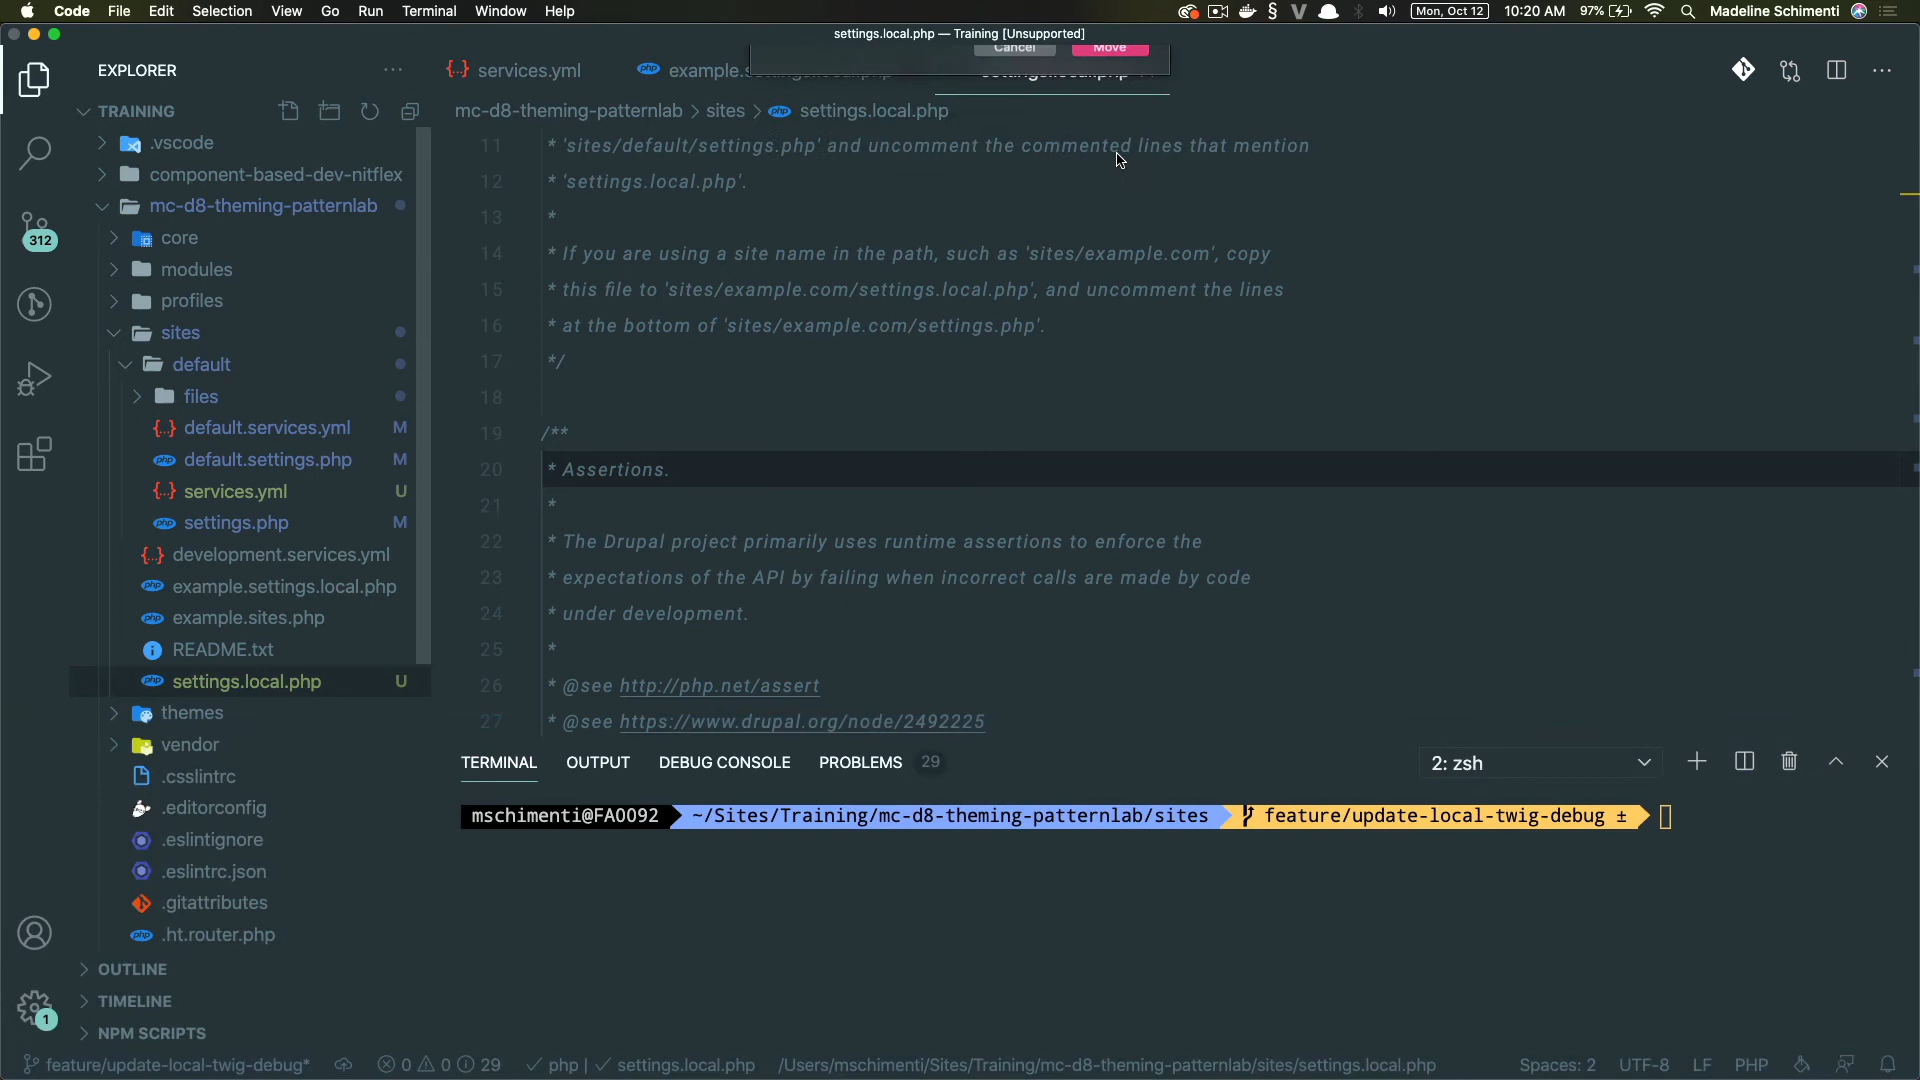 Code File Edit Selection View Go Run Terminal Window Help
Mon, Oct 12 10:20 AM 97% Madeline Schimenti
settings.local.php — Training [Unsupported]
Cancel Move
EXPLORER
services.yml
TRAINING
mc-d8-theming-patternlab > sites > settings.local.php
.vscode
component-based-dev-nitflex
mc-d8-theming-patternlab
core
modules
profiles
sites
default
files
default.services.yml M
default.settings.php M
services.yml U
settings.php M
development.services.yml
example.settings.local.php
example.sites.php
README.txt
settings.local.php U
themes
vendor
.csslintrc
.editorconfig
.eslintignore
.eslintrc.json
.gitattributes
.ht.router.php
OUTLINE
TIMELINE
NPM SCRIPTS
312
1
11 * 'sites/default/settings.php' and uncomment the commented lines that mention
12 * 'settings.local.php'.
13 *
14 * If you are using a site name in the path, such as 'sites/example.com', copy
15 * this file to 'sites/example.com/settings.local.php', and uncomment the lines
16 * at the bottom of 'sites/example.com/settings.php'.
17 */
18
19 /**
20 * Assertions.
21 *
22 * The Drupal project primarily uses runtime assertions to enforce the
23 * expectations of the API by failing when incorrect calls are made by code
24 * under development.
25 *
26 * @see http://php.net/assert
27 * @see https://www.drupal.org/node/2492225
TERMINAL OUTPUT DEBUG CONSOLE PROBLEMS 29 2: zsh
mschimenti@FA0092 ~/Sites/Training/mc-d8-theming-patternlab/sites feature/update-local-twig-debug ±
feature/update-local-twig-debug* 0 0 29 php | settings.local.php /Users/mschimenti/Sites/Training/mc-d8-theming-patternlab/sites/settings.local.php Spaces: 2 UTF-8 LF PHP